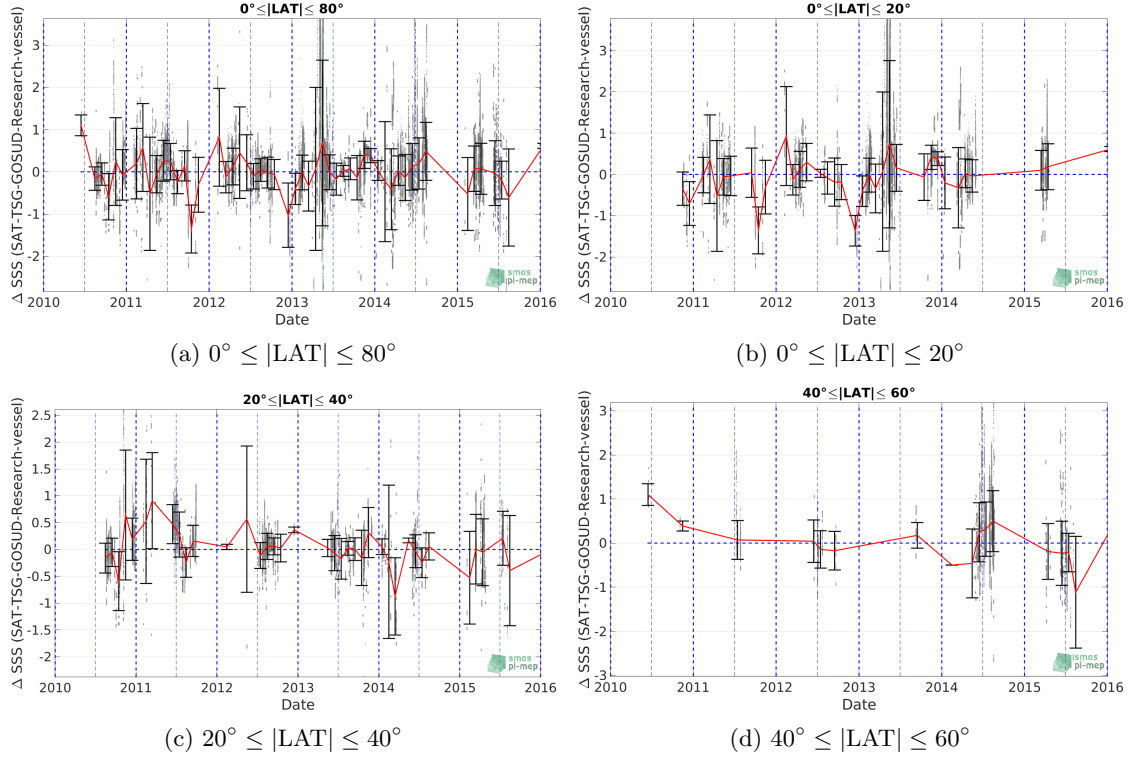 0°≤|LAT|≤ 80°
Δ SSS (SAT-TSG-GOSUD-Research-vessel)
3
2
1
0
-1
-2
2010 2011 2012 2013 2014 2015 2016
Date
smos
pi-mep
(a) 0° ≤ |LAT| ≤ 80°
0°≤|LAT|≤ 20°
Δ SSS (SAT-TSG-GOSUD-Research-vessel)
3
2
1
0
-1
-2
2010 2011 2012 2013 2014 2015 2016
Date
smos
pi-mep
(b) 0° ≤ |LAT| ≤ 20°
20°≤|LAT|≤ 40°
Δ SSS (SAT-TSG-GOSUD-Research-vessel)
2.5
2
1.5
1
0.5
0
-0.5
-1
-1.5
-2
2010 2011 2012 2013 2014 2015 2016
Date
smos
pi-mep
(c) 20° ≤ |LAT| ≤ 40°
40°≤|LAT|≤ 60°
Δ SSS (SAT-TSG-GOSUD-Research-vessel)
3
2
1
0
-1
-2
-3
2010 2011 2012 2013 2014 2015 2016
Date
smos
pi-mep
(d) 40° ≤ |LAT| ≤ 60°